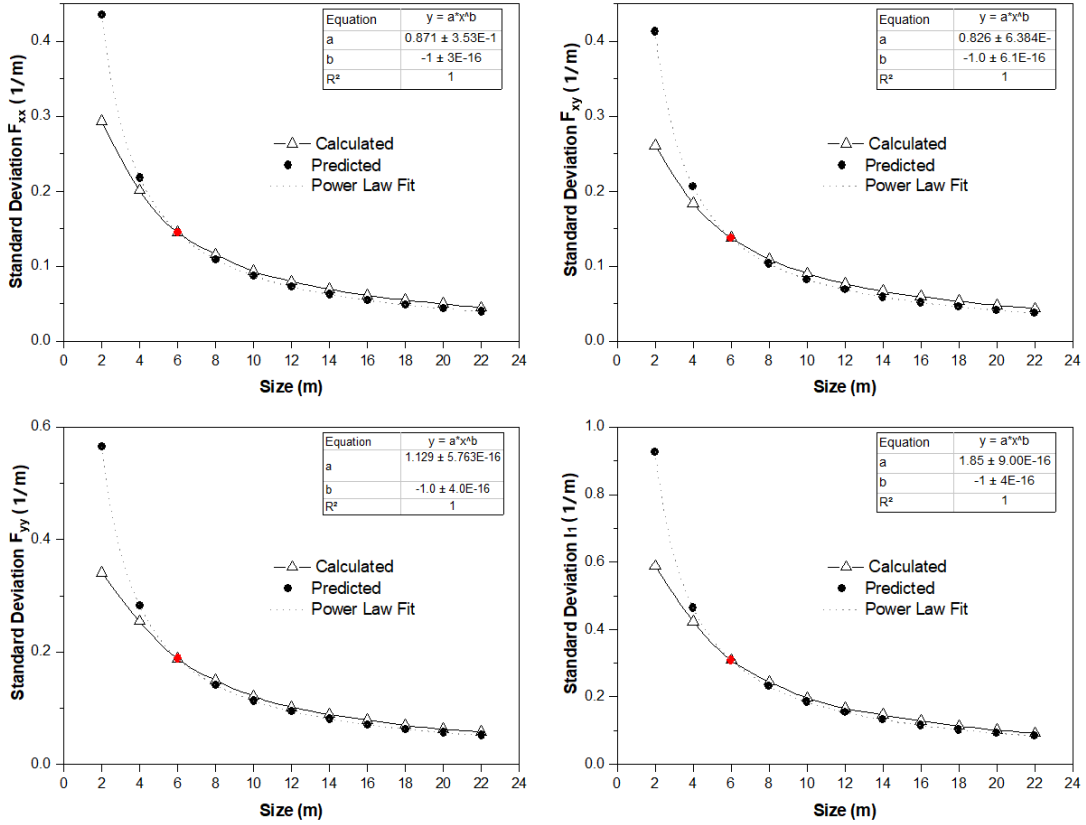 Equation y = a*x^b
a 0.871 ± 3.53E-1
b -1 ± 3E-16
R² 1
Calculated
Predicted
Power Law Fit
Standard Deviation Fxx (1/m)
0.4
0.3
0.2
0.1
0.0
0 2 4 6 8 10 12 14 16 18 20 22 24
Size (m)
Equation y = a*x^b
a 0.826 ± 6.384E-
b -1.0 ± 6.1E-16
R² 1
Calculated
Predicted
Power Law Fit
Standard Deviation Fxy (1/m)
0.4
0.3
0.2
0.1
0.0
0 2 4 6 8 10 12 14 16 18 20 22 24
Size (m)
Equation y = a*x^b
a 1.129 ± 5.763E-16
b -1.0 ± 4.0E-16
R² 1
Calculated
Predicted
Power Law Fit
Standard Deviation Fyy (1/m)
0.6
0.4
0.2
0.0
0 2 4 6 8 10 12 14 16 18 20 22 24
Size (m)
Equation y = a*x^b
a 1.85 ± 9.00E-16
b -1 ± 4E-16
R² 1
Calculated
Predicted
Power Law Fit
Standard Deviation I1 (1/m)
1.0
0.8
0.6
0.4
0.2
0.0
0 2 4 6 8 10 12 14 16 18 20 22 24
Size (m)